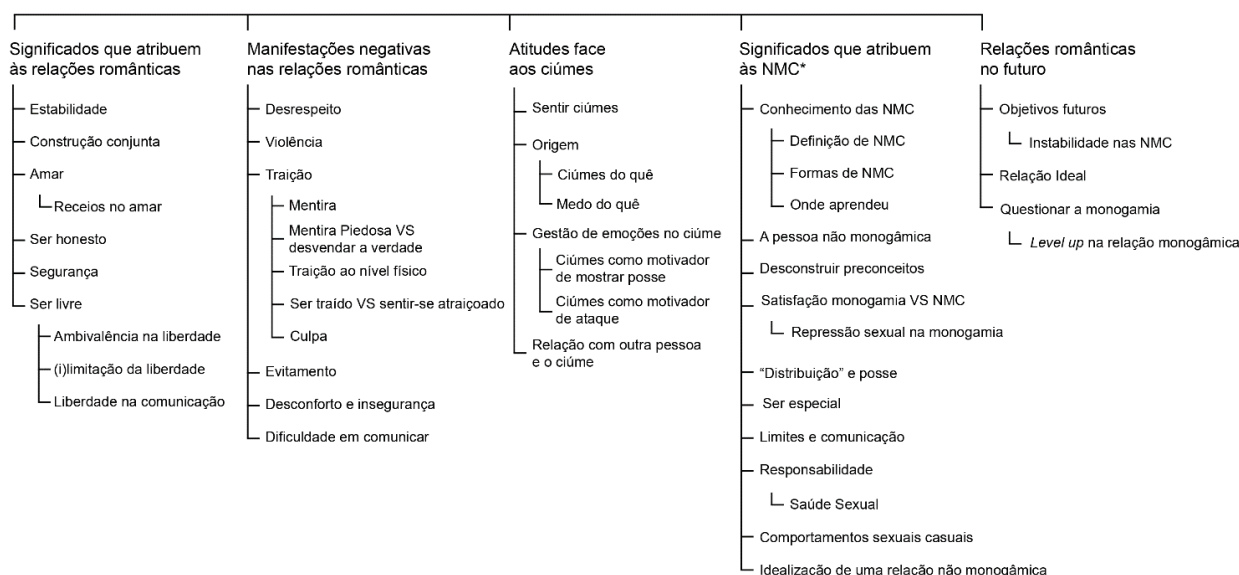 Significados que atribuem
às relações românticas
Estabilidade
Construção conjunta
Amar
Receios no amar
Ser honesto
Segurança
Ser livre
Ambivalência na liberdade
(i)limitação da liberdade
Liberdade na comunicação
Manifestações negativas
nas relações românticas
Desrespeito
Violência
Traição
Mentira
Mentira Piedosa VS
desvendar a verdade
Traição ao nível físico
Ser traído VS sentir-se atraiçoado
Culpa
Evitamento
Desconforto e insegurança
Dificuldade em comunicar
Atitudes face
aos ciúmes
Sentir ciúmes
Origem
Ciúmes do quê
Medo do quê
Gestão de emoções no ciúme
Ciúmes como motivador
de mostrar posse
Ciúmes como motivador
de ataque
Relação com outra pessoa
e o ciúme
Significados que atribuem
às NMC*
Conhecimento das NMC
Definição de NMC
Formas de NMC
Onde aprendeu
A pessoa não monogâmica
Desconstruir preconceitos
Satisfação monogamia VS NMC
Repressão sexual na monogamia
“Distribuição” e posse
Ser especial
Limites e comunicação
Responsabilidade
Saúde Sexual
Comportamentos sexuais casuais
Idealização de uma relação não monogâmica
Relações românticas
no futuro
Objetivos futuros
Instabilidade nas NMC
Relação Ideal
Questionar a monogamia
Level up na relação monogâmica